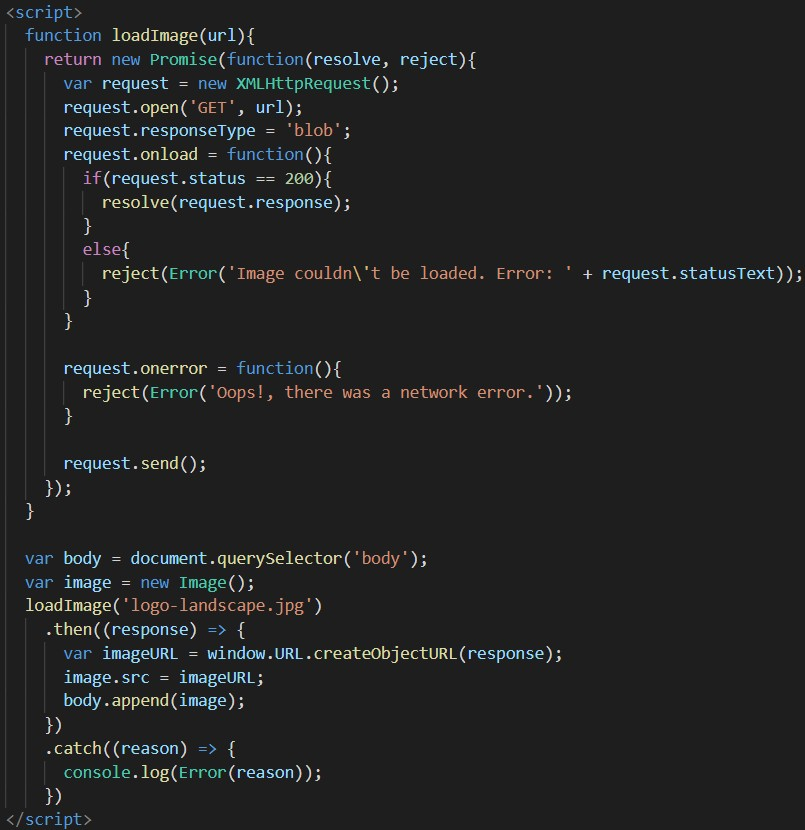 <script>
  function loadImage(url){
    return new Promise(function(resolve, reject){
      var request = new XMLHttpRequest();
      request.open('GET', url);
      request.responseType = 'blob';
      request.onload = function(){
        if(request.status == 200){
          resolve(request.response);
        }
        else{
          reject(Error('Image couldn\'t be loaded. Error: ' + request.statusText));
        }
      }

      request.onerror = function(){
        reject(Error('Oops!, there was a network error.'));
      }

      request.send();
    });
  }

  var body = document.querySelector('body');
  var image = new Image();
  loadImage('logo-landscape.jpg')
    .then((response) => {
      var imageURL = window.URL.createObjectURL(response);
      image.src = imageURL;
      body.append(image);
    })
    .catch((reason) => {
      console.log(Error(reason));
    })
</script>